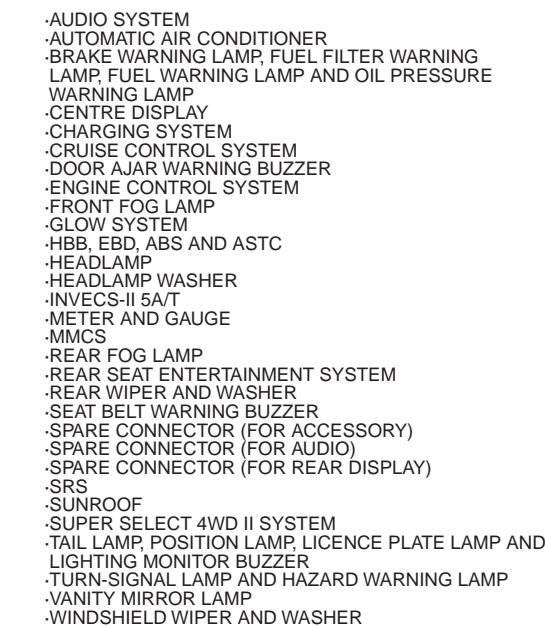 ·AUDIO SYSTEM
·AUTOMATIC AIR CONDITIONER
·BRAKE WARNING LAMP, FUEL FILTER WARNING
LAMP, FUEL WARNING LAMP AND OIL PRESSURE
WARNING LAMP
·CENTRE DISPLAY
·CHARGING SYSTEM
·CRUISE CONTROL SYSTEM
·DOOR AJAR WARNING BUZZER
·ENGINE CONTROL SYSTEM
·FRONT FOG LAMP
·GLOW SYSTEM
·HBB, EBD, ABS AND ASTC
·HEADLAMP
·HEADLAMP WASHER
·INVECS-II 5A/T
·METER AND GAUGE
·MMCS
·REAR FOG LAMP
·REAR SEAT ENTERTAINMENT SYSTEM
·REAR WIPER AND WASHER
·SEAT BELT WARNING BUZZER
·SPARE CONNECTOR (FOR ACCESSORY)
·SPARE CONNECTOR (FOR AUDIO)
·SPARE CONNECTOR (FOR REAR DISPLAY)
·SRS
·SUNROOF
·SUPER SELECT 4WD II SYSTEM
·TAIL LAMP, POSITION LAMP, LICENCE PLATE LAMP AND
LIGHTING MONITOR BUZZER
·TURN-SIGNAL LAMP AND HAZARD WARNING LAMP
·VANITY MIRROR LAMP
·WINDSHIELD WIPER AND WASHER